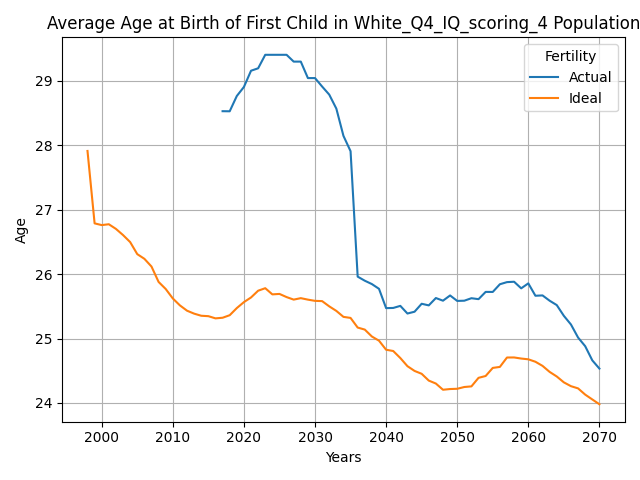 Average Age at Birth of First Child in White_Q4_IQ_scoring_4 Population
Fertility
Actual
Ideal
Age
29
28
27
26
25
24
2000
2010
2020
2030
2040
2050
2060
2070
Years